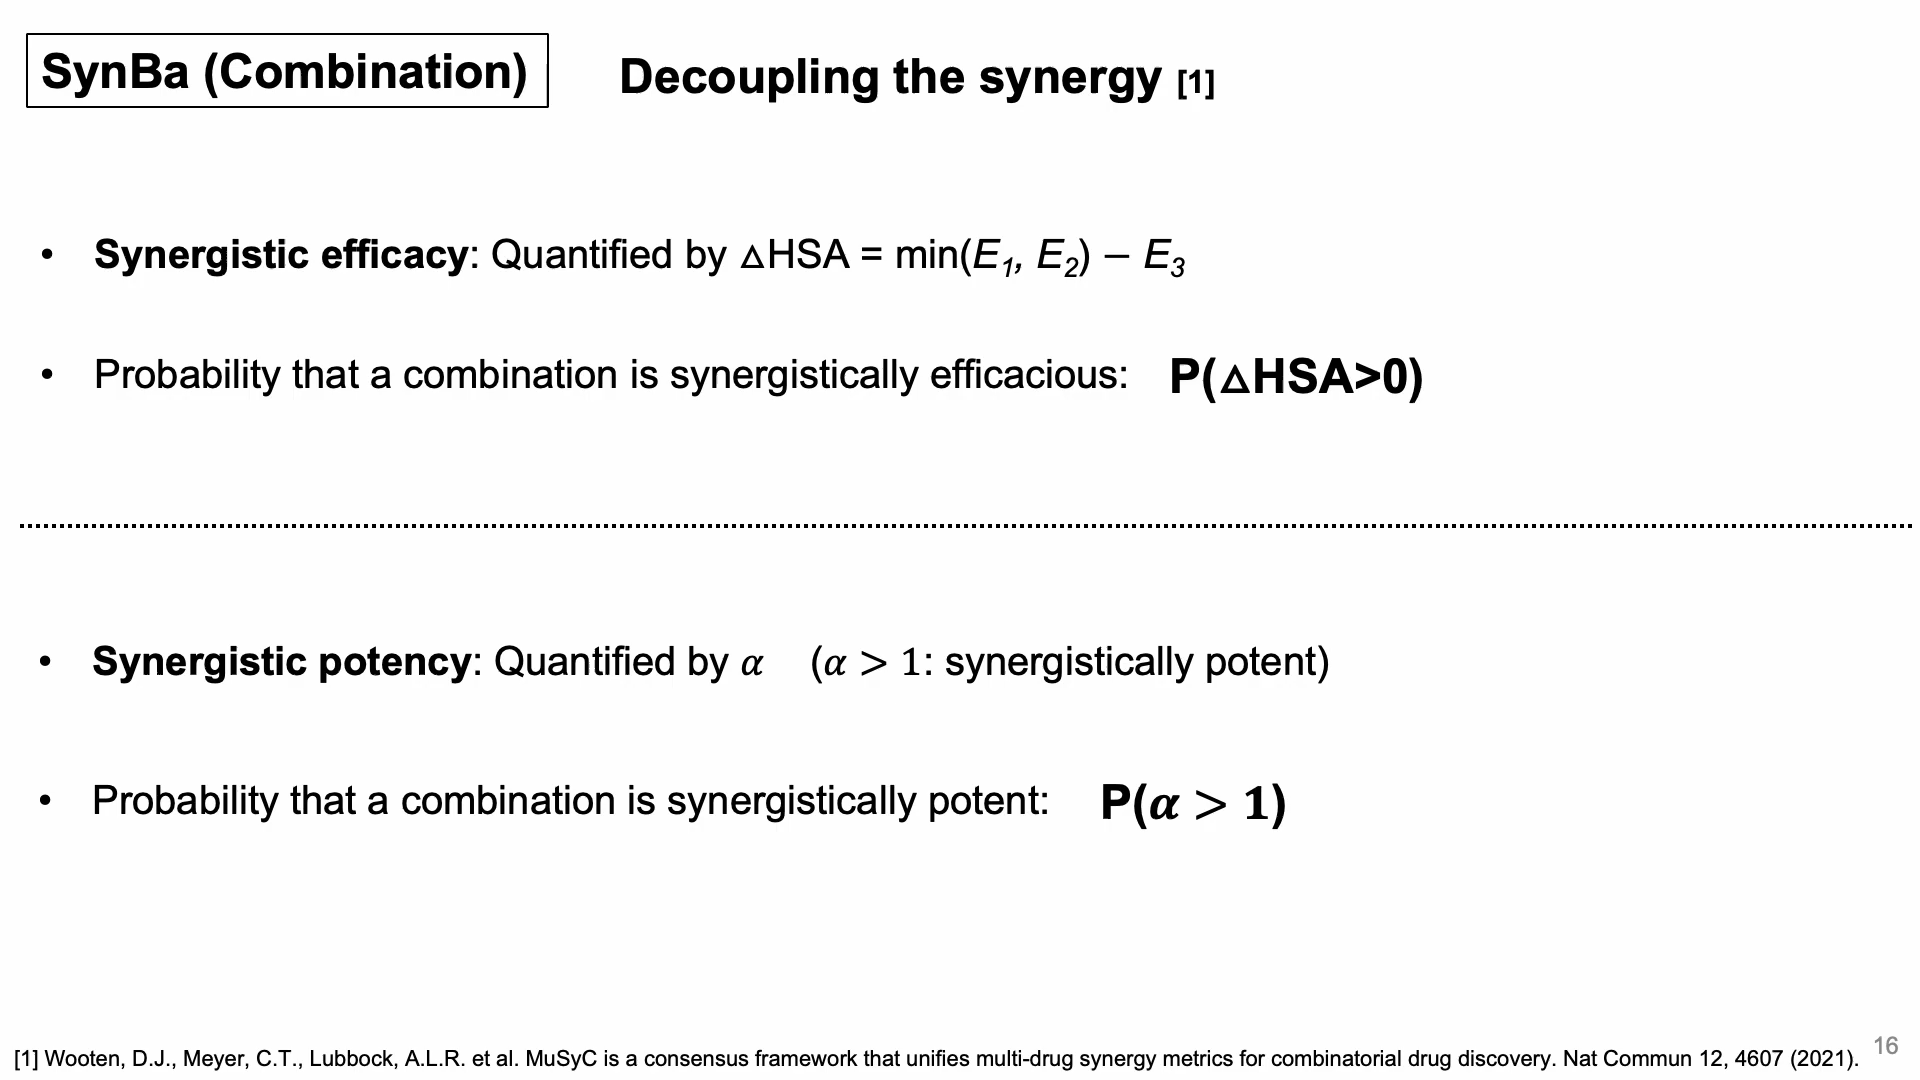 SynBa (Combination)
Decoupling the synergy [1]
• Synergistic efficacy: Quantified by △HSA = min(E1, E2) – E3
• Probability that a combination is synergistically efficacious: P(△HSA>0)
• Synergistic potency: Quantified by 𝛼 (𝛼 > 1: synergistically potent)
• Probability that a combination is synergistically potent: P(𝜶 > 1)
[1] Wooten, D.J., Meyer, C.T., Lubbock, A.L.R. et al. MuSyC is a consensus framework that unifies multi-drug synergy metrics for combinatorial drug discovery. Nat Commun 12, 4607 (2021).
16